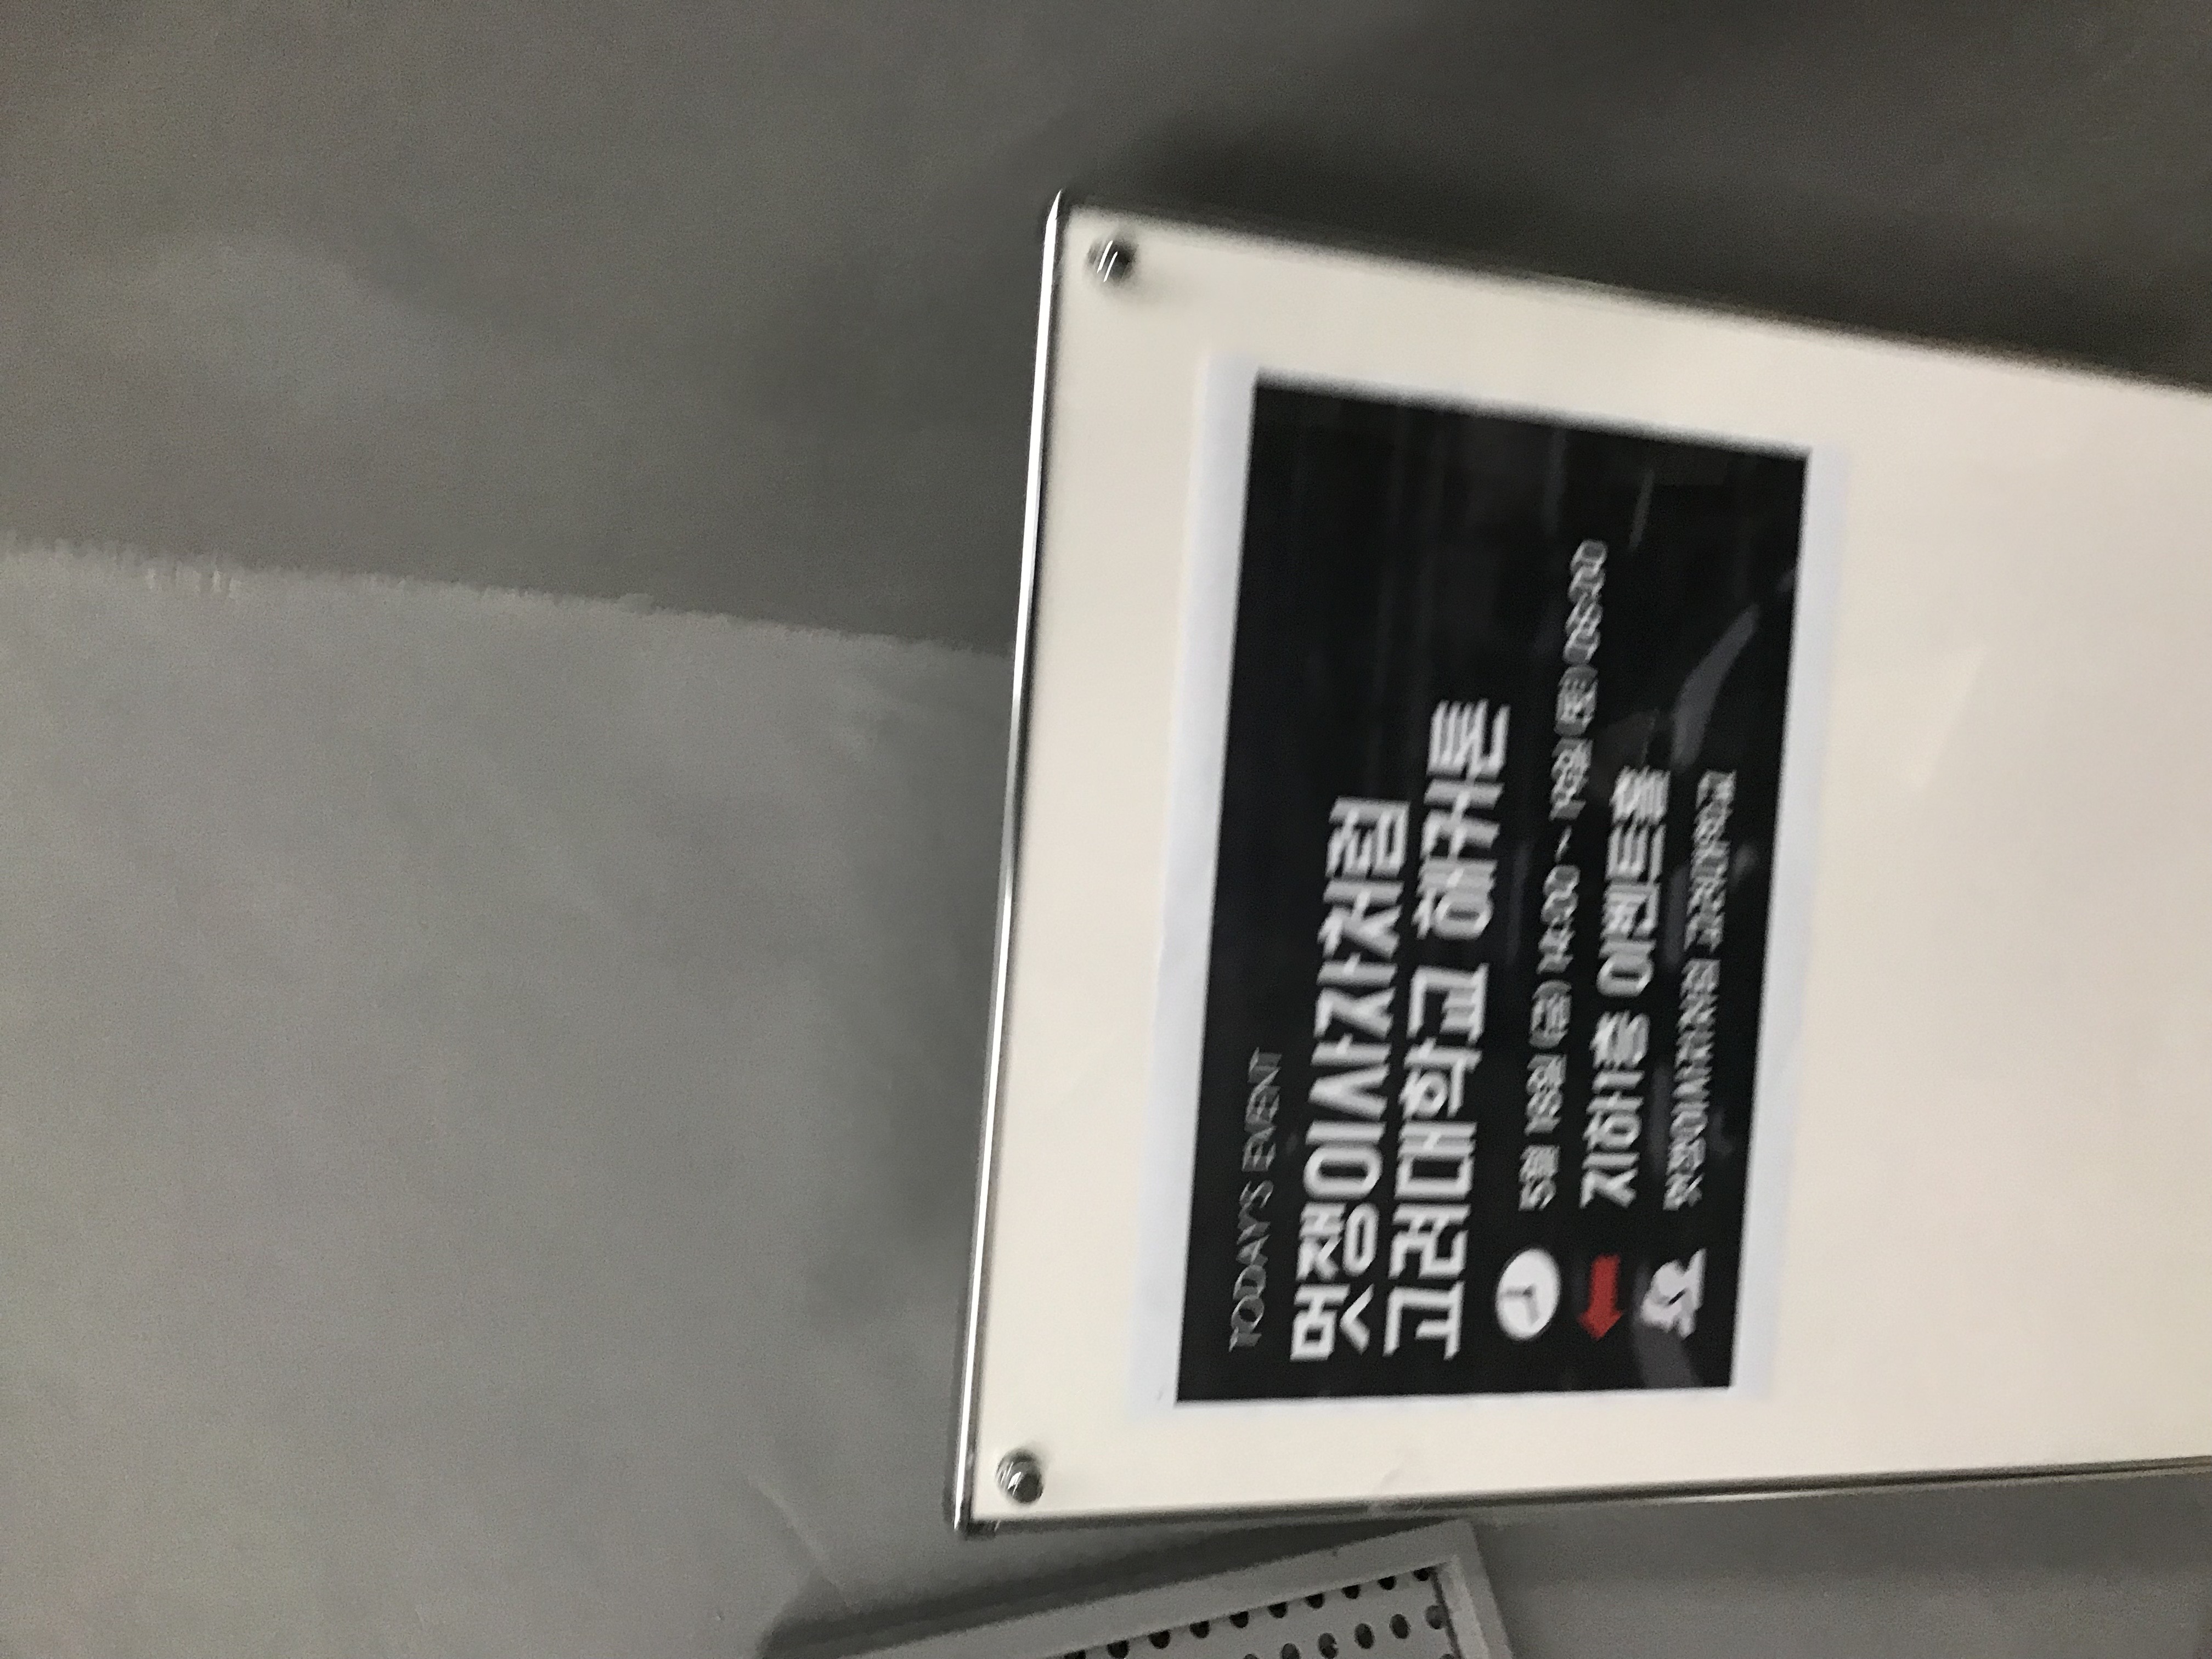 TODAY'S EVENT
멋쟁이사자처럼
고려대학교 해커톤
5월 18일 (금) 14:00 ~ 19일 (토) 08:00
지하1층 이벤트홀
멋쟁이사자처럼 고려대학교